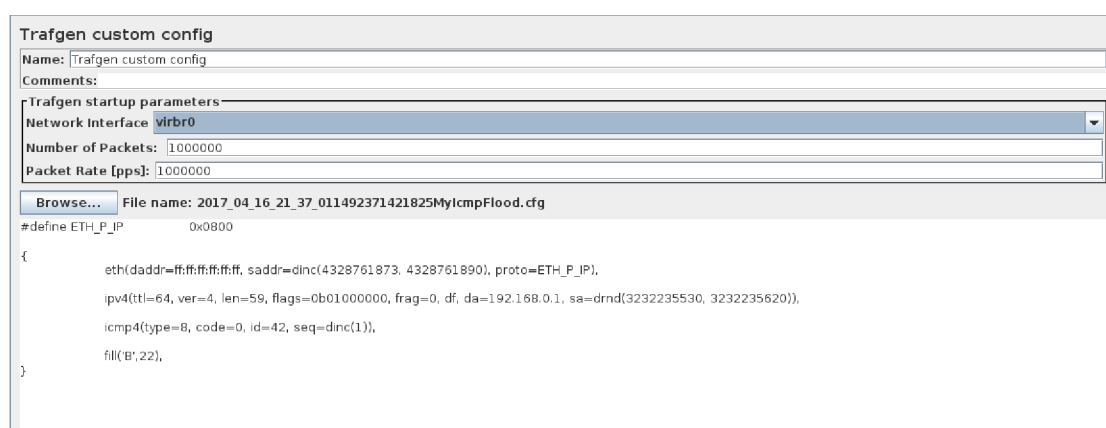 Trafgen custom config
Name: Trafgen custom config
Comments:
Trafgen startup parameters
Network Interface virbr0
Number of Packets: 1000000
Packet Rate [pps]: 1000000
Browse... File name: 2017_04_16_21_37_011492371421825MyIcmpFlood.cfg
#define ETH_P_IP 0x0800
{
eth(daddr=ff:ff:ff:ff:ff:ff, saddr=dinc(4328761873, 4328761890), proto=ETH_P_IP),
ipv4(ttl=64, ver=4, len=59, flags=0b01000000, frag=0, df, da=192.168.0.1, sa=drnd(3232235530, 3232235620)),
icmp4(type=8, code=0, id=42, seq=dinc(1)),
fill('B',22),
}